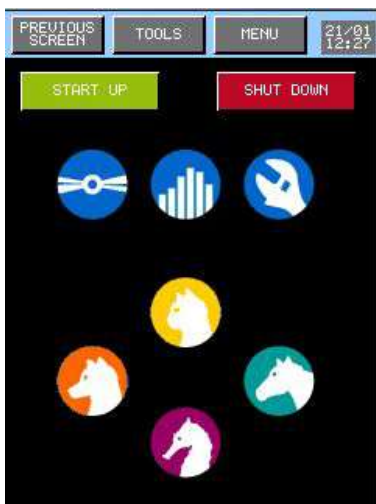 PREVIOUS
SCREEN
TOOLS
MENU
21/01
12:27
START UP
SHUT DOWN